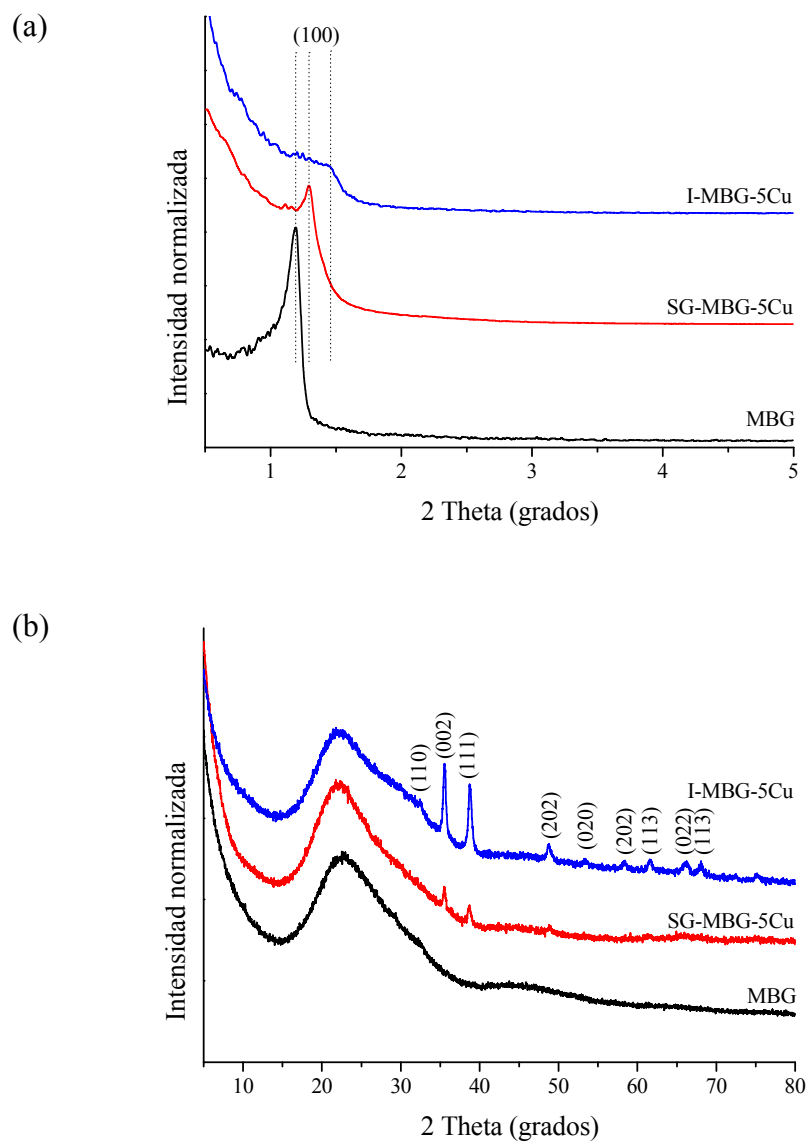 (a)
(100)
I-MBG-5Cu
SG-MBG-5Cu
MBG
Intensidad normalizada
1 2 3 4 5
2 Theta (grados)
(b)
(110) (002) (111) (202) (020) (202) (113) (022) (113)
I-MBG-5Cu
SG-MBG-5Cu
MBG
Intensidad normalizada
10 20 30 40 50 60 70 80
2 Theta (grados)